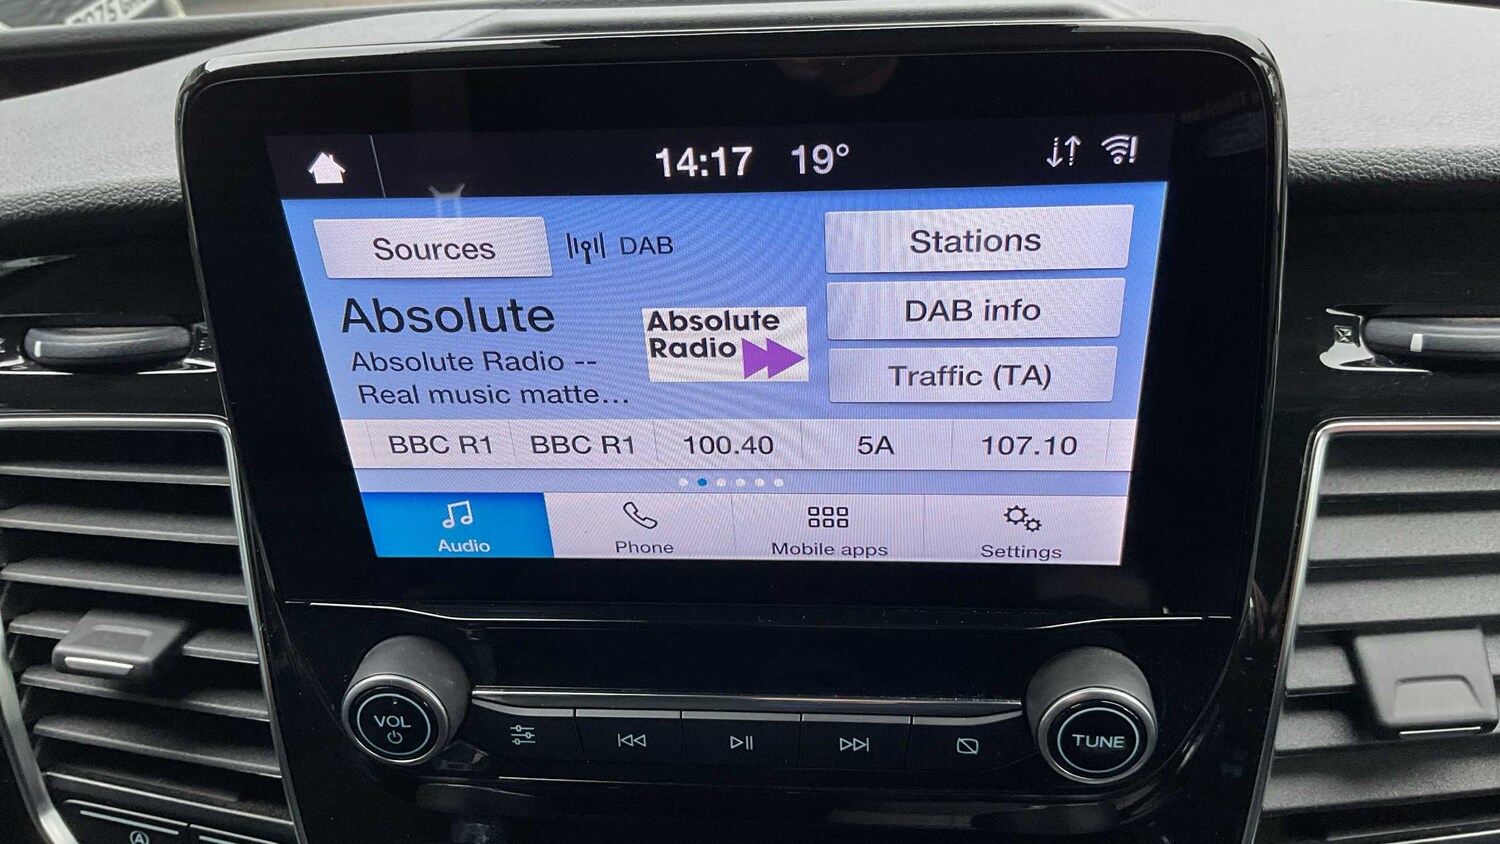 14:17 19°
Sources DAB Stations
Absolute
Absolute Radio --
Real music matte...
Absolute
Radio
DAB info
Traffic (TA)
BBC R1 BBC R1 100.40 5A 107.10
Audio Phone Mobile apps Settings
VOL
TUNE
A